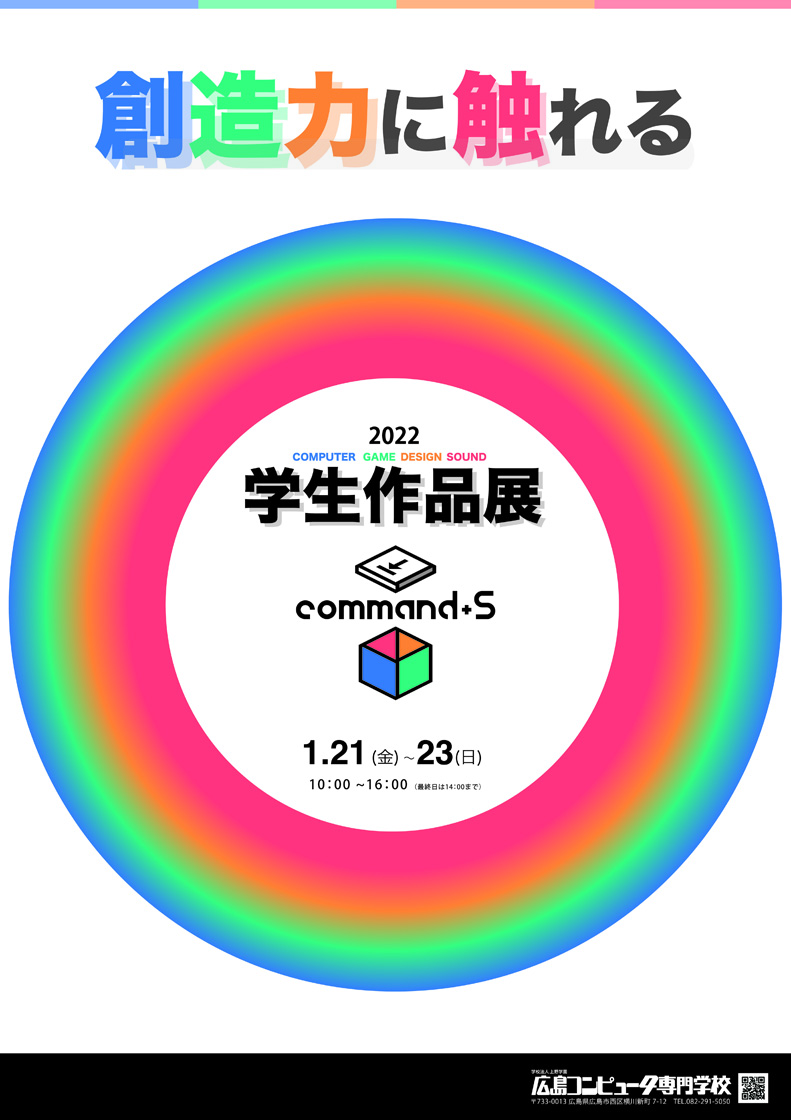 創造力に触れる
2022
COMPUTER GAME DESIGN SOUND
学生作品展
command+S
1.21(金)~23(日)
10:00 ~16:00 (最終日は14:00まで)
学校法人上野学園
広島コンピュータ専門学校
〒733-0013 広島県広島市西区横川新町 7-12 TEL.082-291-5050